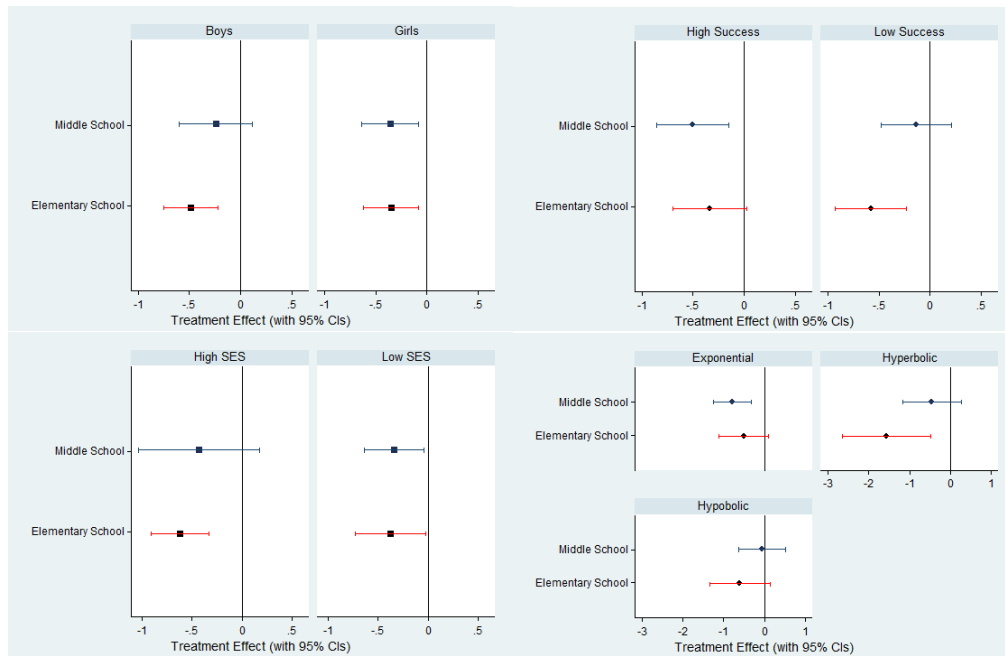 Boys
Girls
Middle School
Elementary School
-1 -.5 0 .5 -1 -.5 0 .5
Treatment Effect (with 95% CIs)
High Success
Low Success
Middle School
Elementary School
-1 -.5 0 .5 -1 -.5 0 .5
Treatment Effect (with 95% CIs)
High SES
Low SES
Middle School
Elementary School
-1 -.5 0 .5 -1 -.5 0 .5
Treatment Effect (with 95% CIs)
Exponential
Hyperbolic
Middle School
Elementary School
-3 -2 -1 0 1
Hypobolic
Middle School
Elementary School
-3 -2 -1 0 1
Treatment Effect (with 95% CIs)